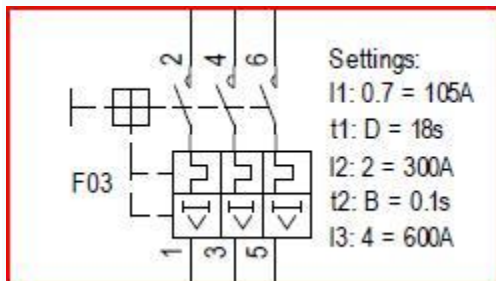 2 4 6
Settings:
I1: 0.7 = 105A
t1: D = 18s
I2: 2 = 300A
F03
t2: B = 0.1s
I3: 4 = 600A
1 3 5